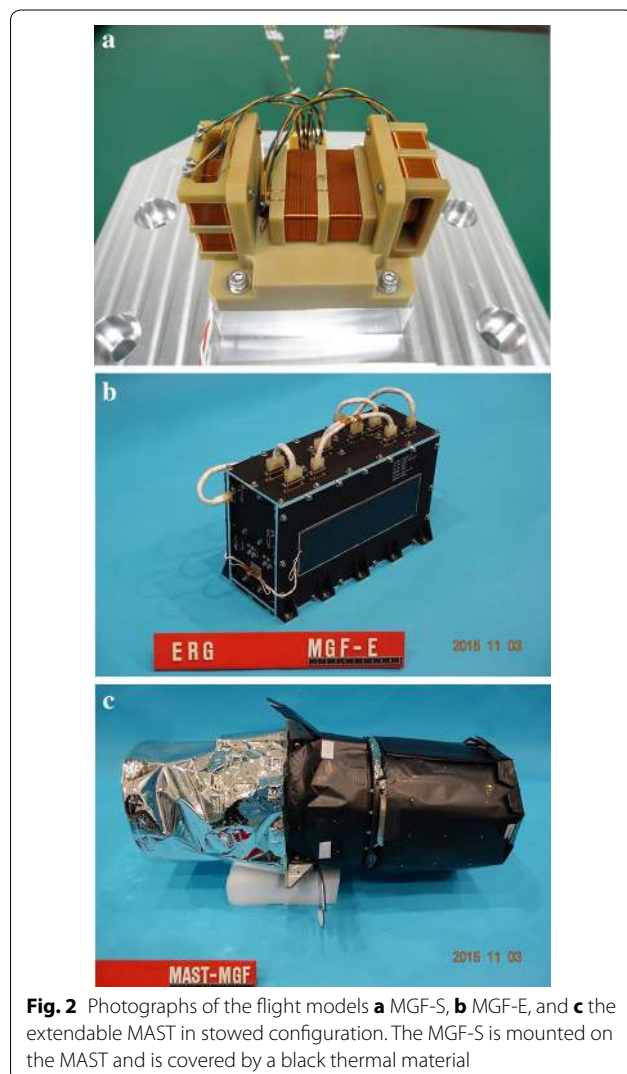 a
b
ERG MGF-E
2015 11 03
c
2015 11 03
MAST-MGF
Fig. 2 Photographs of the flight models a MGF-S, b MGF-E, and c the
extendable MAST in stowed configuration. The MGF-S is mounted on
the MAST and is covered by a black thermal material